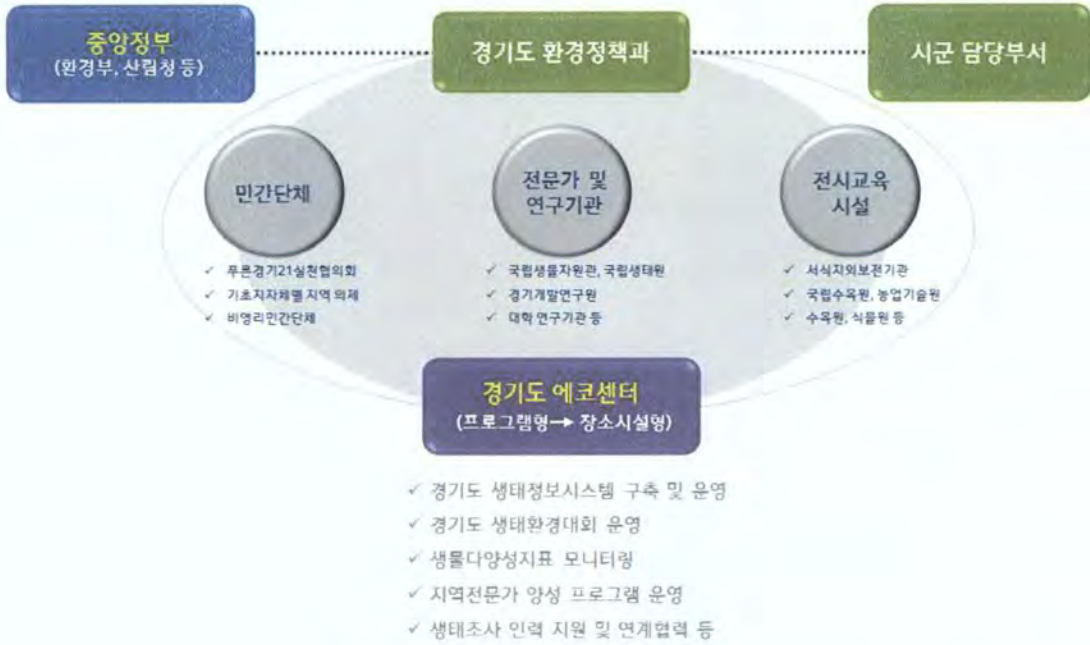 중앙정부
(환경부, 산림청 등)
경기도 환경정책과
시군 담당부서
민간단체
전문가 및
연구기관
전시교육
시설
✓ 푸른경기21실천협의회
✓ 기초지자체별 지역 의제
✓ 비영리민간단체
✓ 국립생물자원관, 국립생태원
✓ 경기개발연구원
✓ 대학 연구기관 등
✓ 서식지외보전기관
✓ 국립수목원, 농업기술원
✓ 수목원, 식물원 등
경기도 에코센터
(프로그램형→ 장소시설형)
✓ 경기도 생태정보시스템 구축 및 운영
✓ 경기도 생태환경대회 운영
✓ 생물다양성지표 모니터링
✓ 지역전문가 양성 프로그램 운영
✓ 생태조사 인력 지원 및 연계협력 등